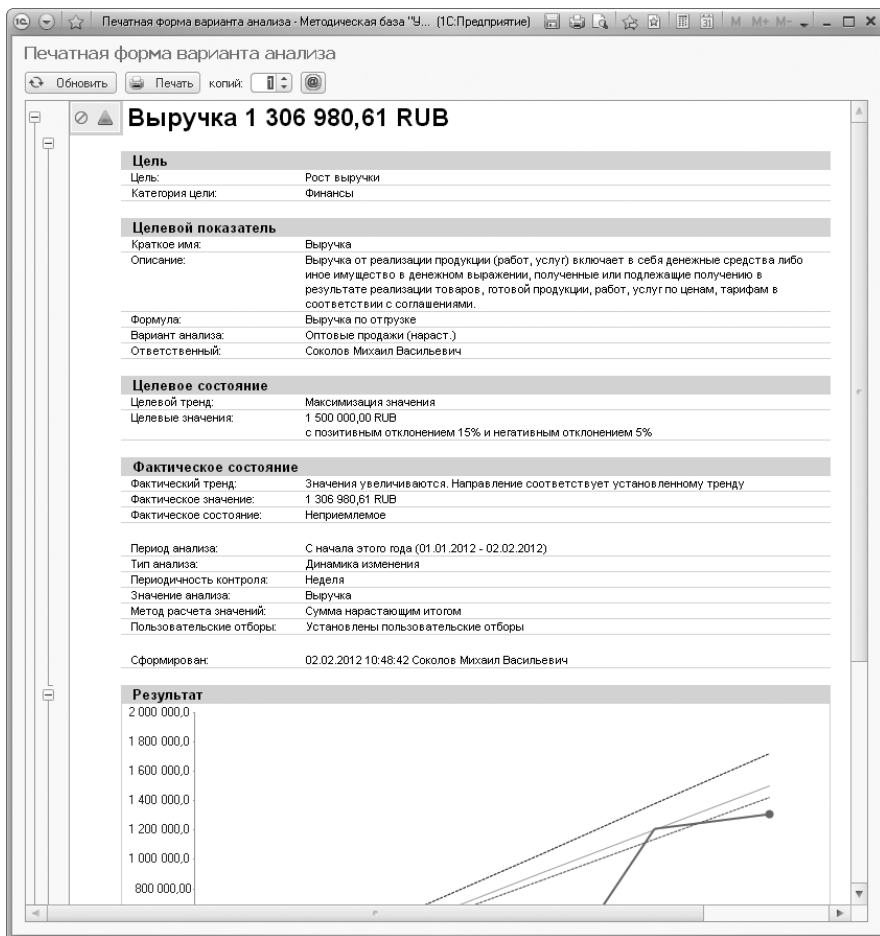 Печатная форма варианта анализа - Методическая база "У... (1С:Предприятие)
M M+ M-
Печатная форма варианта анализа
Обновить Печать копий: 1
Выручка 1 306 980,61 RUB
Цель
Цель: Рост выручки
Категория цели: Финансы
Целевой показатель
Краткое имя: Выручка
Описание: Выручка от реализации продукции (работ, услуг) включает в себя денежные средства либо
иное имущество в денежном выражении, полученные или подлежащие получению в
результате реализации товаров, готовой продукции, работ, услуг по ценам, тарифам в
соответствии с соглашениями.
Формула: Выручка по отгрузке
Вариант анализа: Оптовые продажи (нараст.)
Ответственный: Соколов Михаил Васильевич
Целевое состояние
Целевой тренд: Максимизация значения
Целевые значения: 1 500 000,00 RUB
с позитивным отклонением 15% и негативным отклонением 5%
Фактическое состояние
Фактический тренд: Значения увеличиваются. Направление соответствует установленному тренду
Фактическое значение: 1 306 980,61 RUB
Фактическое состояние: Неприемлемое
Период анализа: С начала этого года (01.01.2012 - 02.02.2012)
Тип анализа: Динамика изменения
Периодичность контроля: Неделя
Значение анализа: Выручка
Метод расчета значений: Сумма нарастающим итогом
Пользовательские отборы: Установлены пользовательские отборы
Сформирован: 02.02.2012 10:48:42 Соколов Михаил Васильевич
Результат
2 000 000,0
1 800 000,0
1 600 000,0
1 400 000,0
1 200 000,0
1 000 000,0
800 000,00